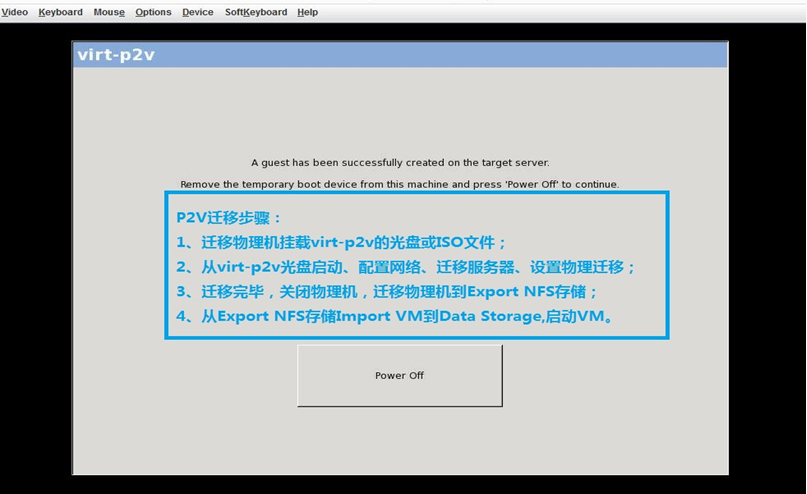 Video Keyboard Mouse Options Device SoftKeyboard Help
virt-p2v
A guest has been successfully created on the target server.
Remove the temporary boot device from this machine and press 'Power Off' to continue.
P2V迁移步骤：
1、迁移物理机挂载virt-p2v的光盘或ISO文件；
2、从virt-p2v光盘启动、配置网络、迁移服务器、设置物理迁移；
3、迁移完毕，关闭物理机，迁移物理机到Export NFS存储；
4、从Export NFS存储Import VM到Data Storage,启动VM。
Power Off